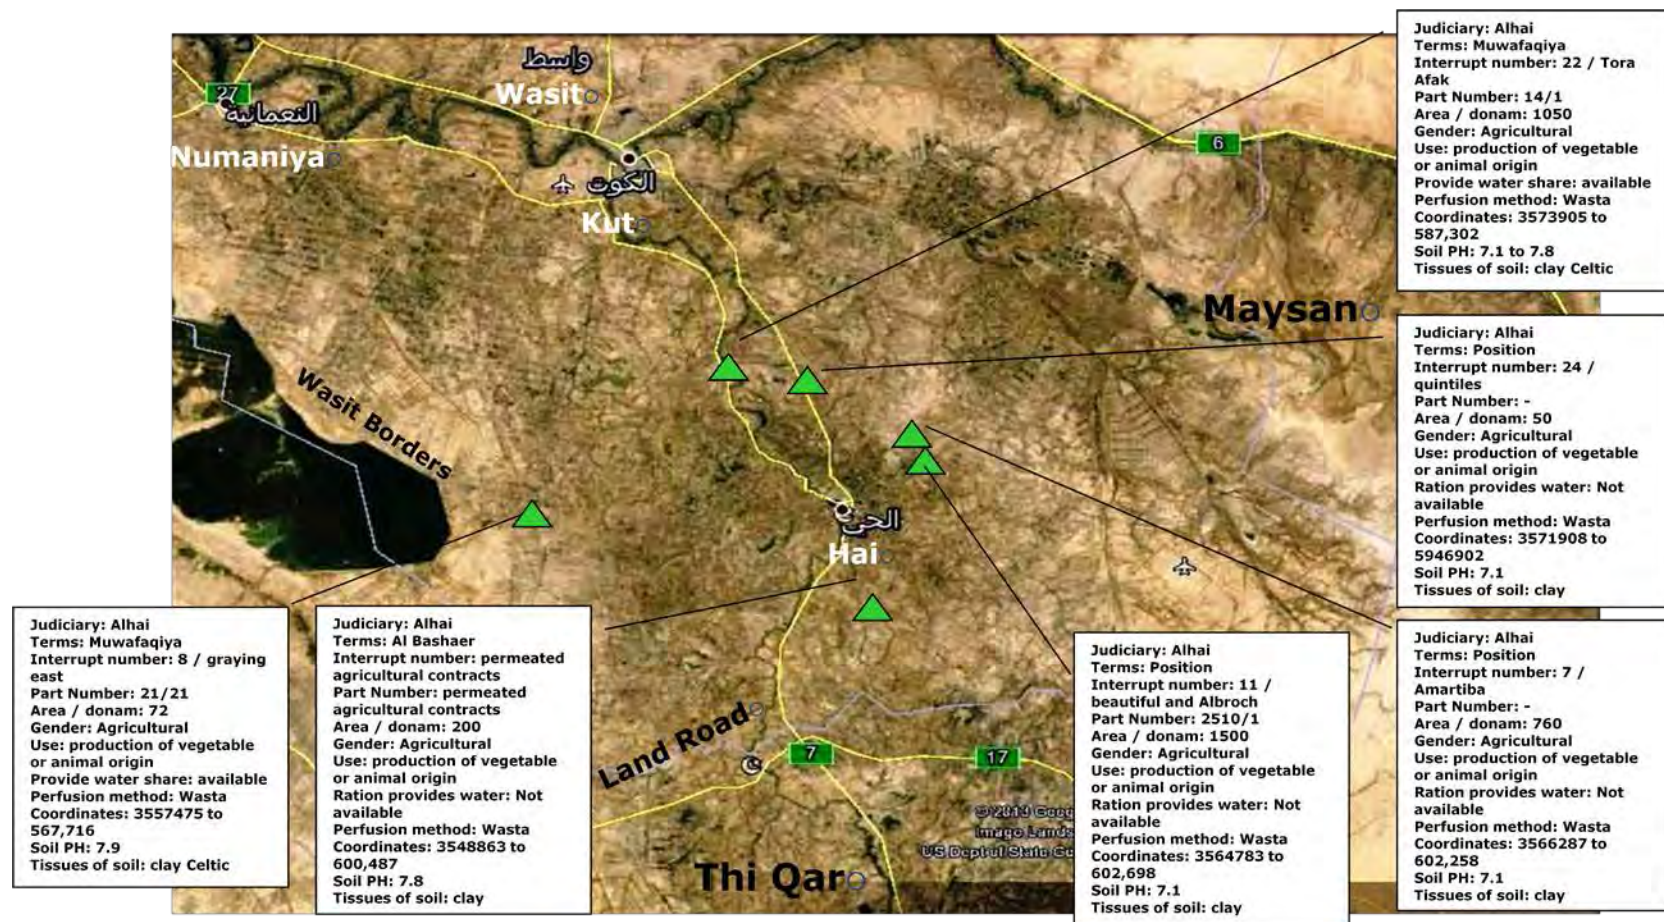 واسط
Wasit
27
النعمانية
Numaniya
الكوت
Kut
6
Maysan
Wasit Borders
الحي
Hai
Land Road
7
17
Thi Qar
© 2013 Goog
Image Lands
US Dept of State Ge
Judiciary: Alhai
Terms: Muwafaqiya
Interrupt number: 22 / Tora
Afak
Part Number: 14/1
Area / donam: 1050
Gender: Agricultural
Use: production of vegetable
or animal origin
Provide water share: available
Perfusion method: Wasta
Coordinates: 3573905 to
587,302
Soil PH: 7.1 to 7.8
Tissues of soil: clay Celtic
Judiciary: Alhai
Terms: Position
Interrupt number: 24 /
quintiles
Part Number: -
Area / donam: 50
Gender: Agricultural
Use: production of vegetable
or animal origin
Ration provides water: Not
available
Perfusion method: Wasta
Coordinates: 3571908 to
5946902
Soil PH: 7.1
Tissues of soil: clay
Judiciary: Alhai
Terms: Muwafaqiya
Interrupt number: 8 / graying
east
Part Number: 21/21
Area / donam: 72
Gender: Agricultural
Use: production of vegetable
or animal origin
Provide water share: available
Perfusion method: Wasta
Coordinates: 3557475 to
567,716
Soil PH: 7.9
Tissues of soil: clay Celtic
Judiciary: Alhai
Terms: Al Bashaer
Interrupt number: permeated
agricultural contracts
Part Number: permeated
agricultural contracts
Area / donam: 200
Gender: Agricultural
Use: production of vegetable
or animal origin
Ration provides water: Not
available
Perfusion method: Wasta
Coordinates: 3548863 to
600,487
Soil PH: 7.8
Tissues of soil: clay
Judiciary: Alhai
Terms: Position
Interrupt number: 11 /
beautiful and Albroch
Part Number: 2510/1
Area / donam: 1500
Gender: Agricultural
Use: production of vegetable
or animal origin
Ration provides water: Not
available
Perfusion method: Wasta
Coordinates: 3564783 to
602,698
Soil PH: 7.1
Tissues of soil: clay
Judiciary: Alhai
Terms: Position
Interrupt number: 7 /
Amartiba
Part Number: -
Area / donam: 760
Gender: Agricultural
Use: production of vegetable
or animal origin
Ration provides water: Not
available
Perfusion method: Wasta
Coordinates: 3566287 to
602,258
Soil PH: 7.1
Tissues of soil: clay